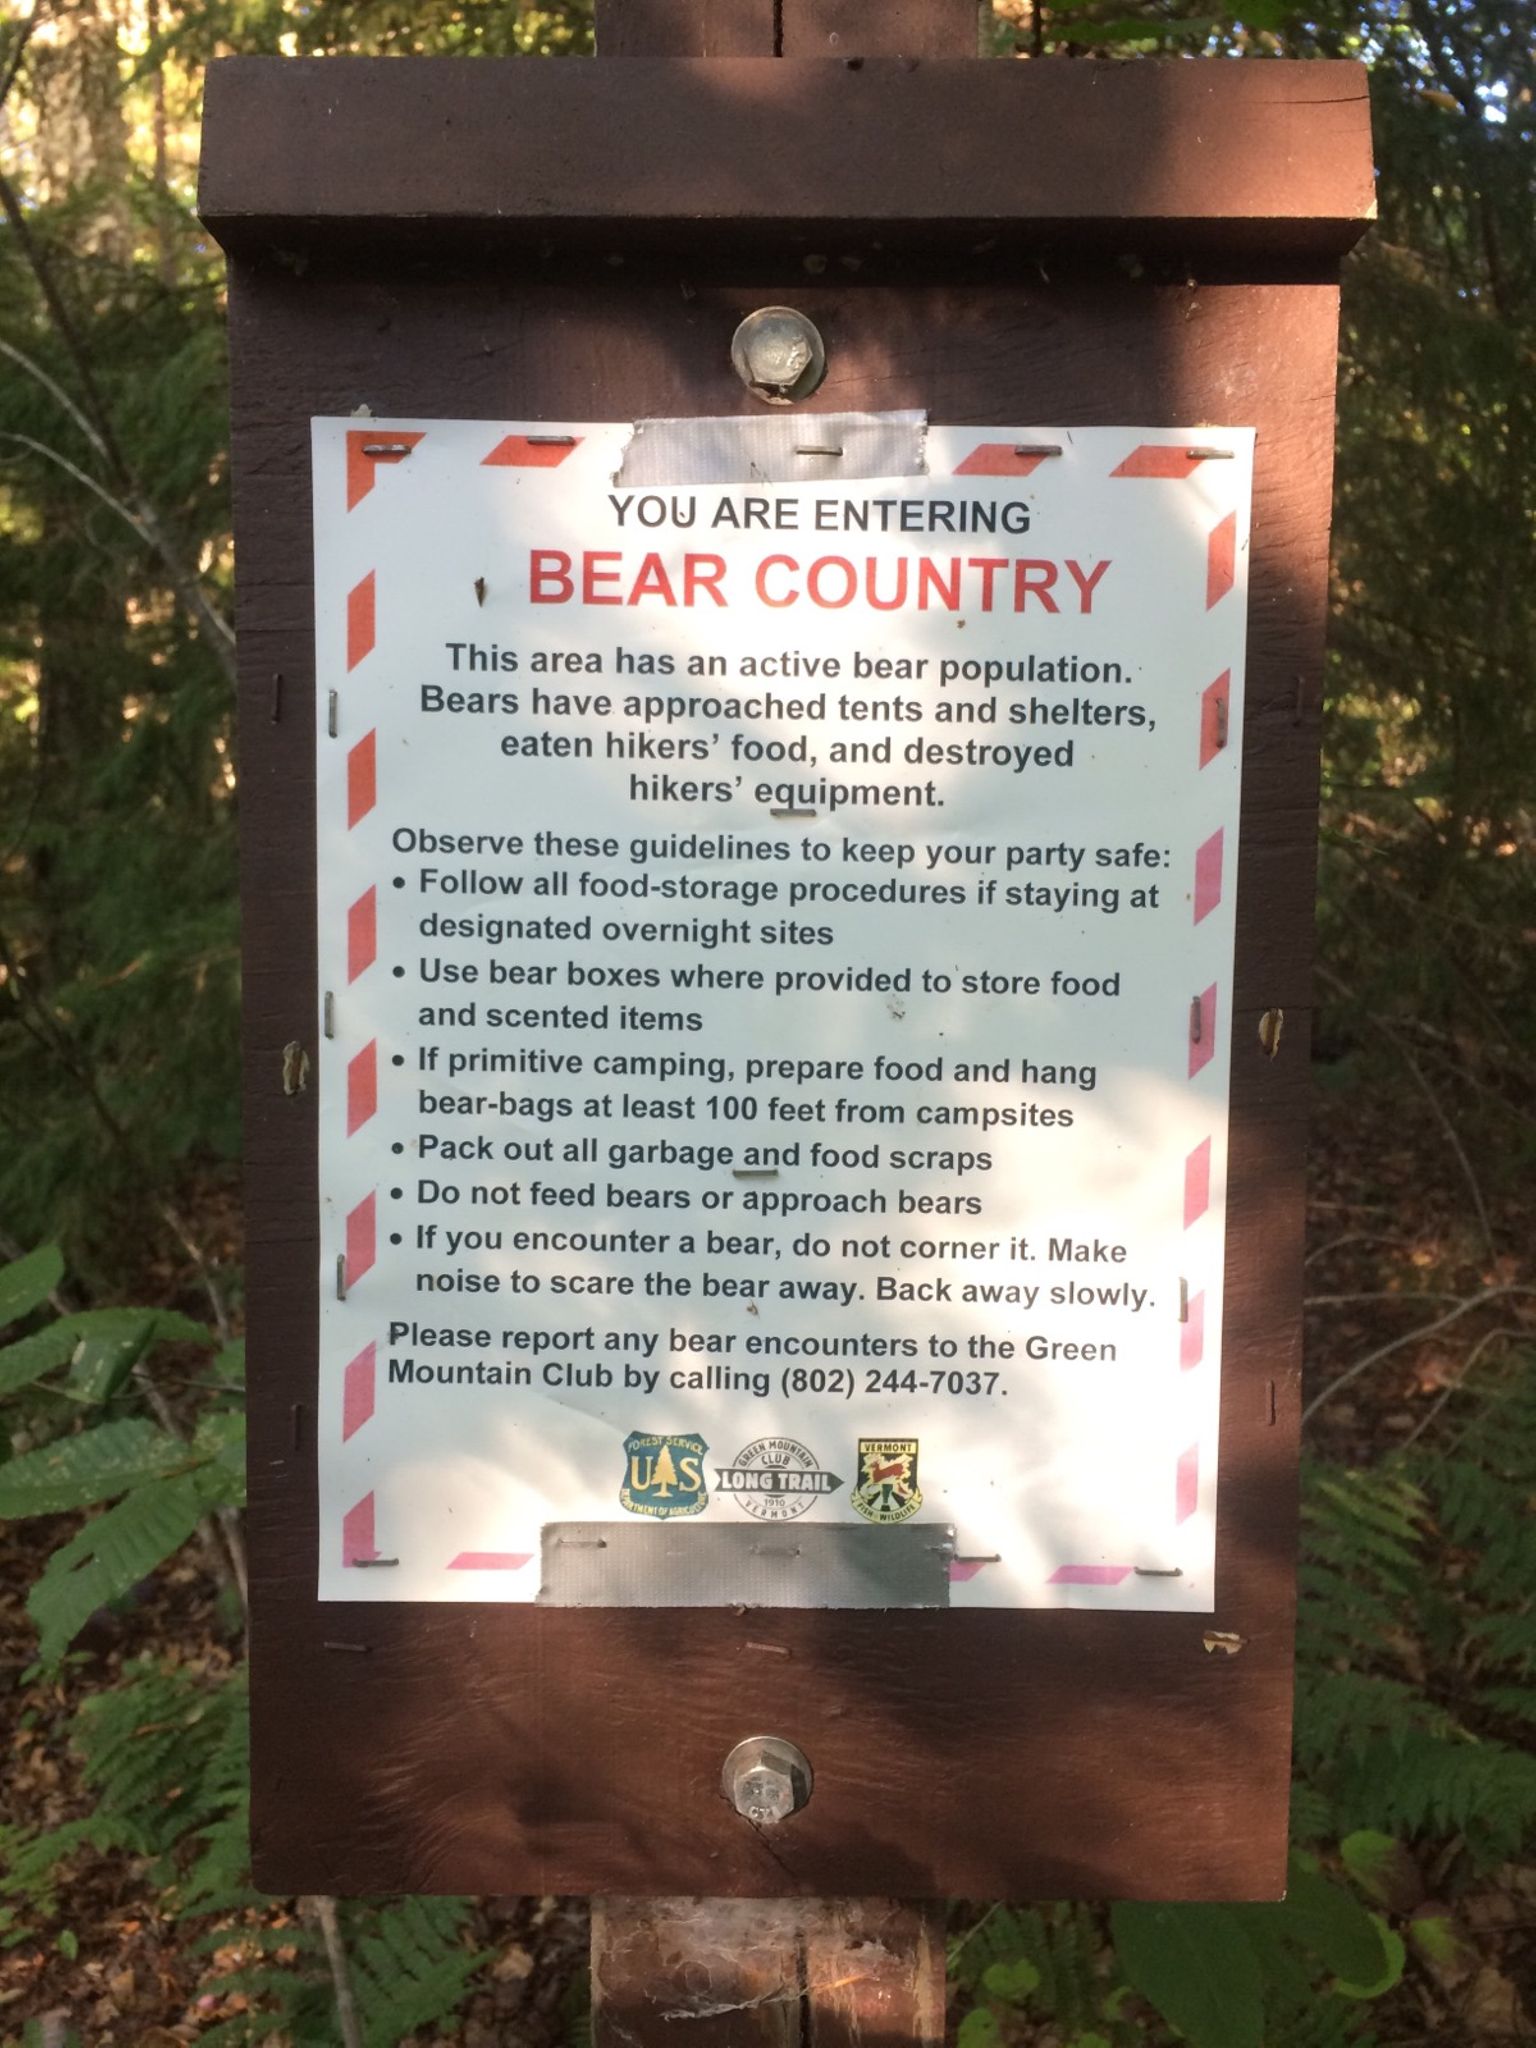 YOU ARE ENTERING
BEAR COUNTRY
This area has an active bear population.
Bears have approached tents and shelters,
eaten hikers’ food, and destroyed
hikers’ equipment.
Observe these guidelines to keep your party safe:
• Follow all food-storage procedures if staying at
designated overnight sites
• Use bear boxes where provided to store food
and scented items
• If primitive camping, prepare food and hang
bear-bags at least 100 feet from campsites
• Pack out all garbage and food scraps
• Do not feed bears or approach bears
• If you encounter a bear, do not corner it. Make
noise to scare the bear away. Back away slowly.
Please report any bear encounters to the Green
Mountain Club by calling (802) 244-7037.
FOREST SERVICE
U S
DEPARTMENT OF AGRICULTURE
GREEN MOUNTAIN
CLUB
LONG TRAIL
1910
VERMONT
VERMONT
FISH & WILDLIFE